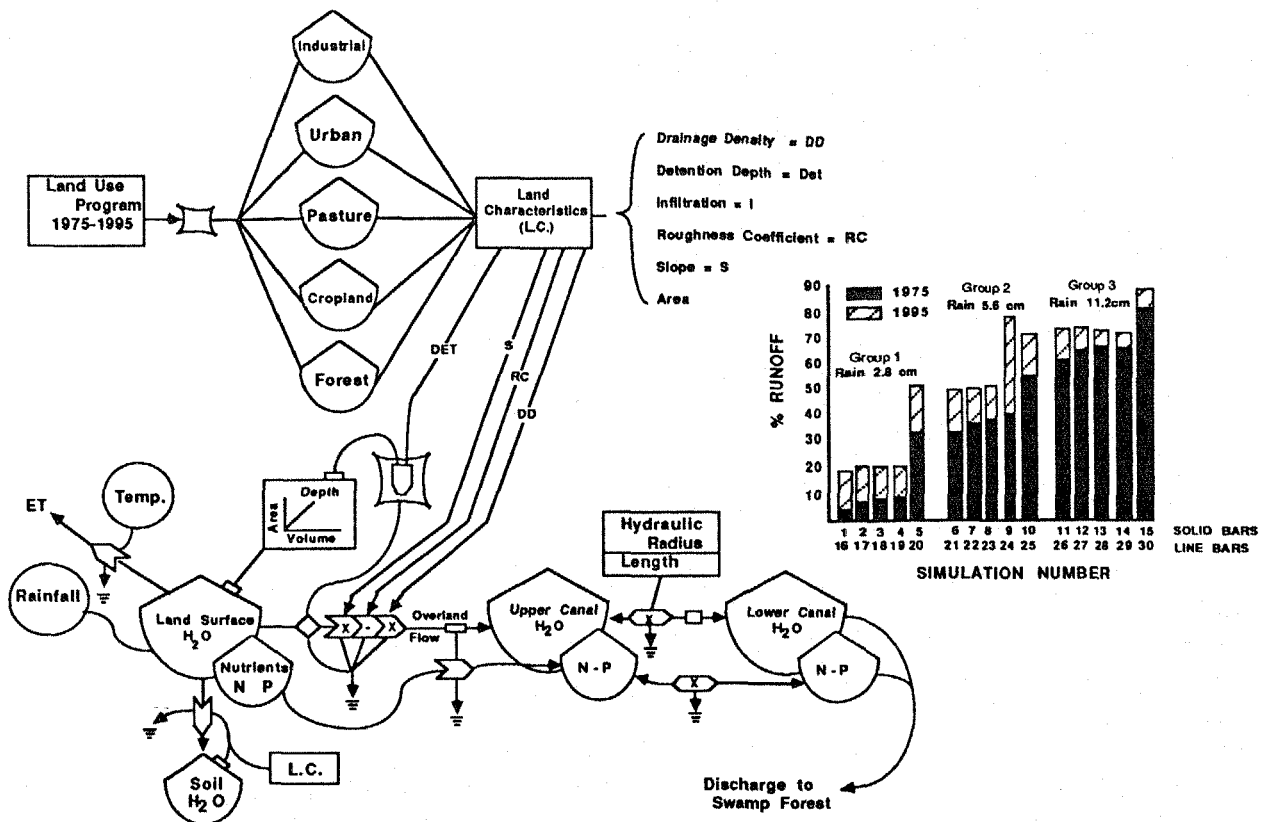 Industrial
Urban
Pasture
Cropland
Forest
Land Use
Program
1975-1995
Land
Characteristics
(L.C.)
Drainage Density = DD
Detention Depth = Det
Infiltration = I
Roughness Coefficient = RC
Slope = S
Area
DET
S
RC
DD
% RUNOFF
90
80
70
60
50
40
30
20
10
1975
1995
Group 1
Rain 2.8 cm
Group 2
Rain 5.6 cm
Group 3
Rain 11.2cm
1 2 3 4 5 6 7 8 9 10 11 12 13 14 15 SOLID BARS
16 17 18 19 20 21 22 23 24 25 26 27 28 29 30 LINE BARS
SIMULATION NUMBER
Temp.
ET
Rainfall
Area
Depth
Volume
Land Surface
H2O
Nutrients
N P
X - X
Overland
Flow
Hydraulic
Radius
Length
Upper Canal
H2O
N - P
X
X
Lower Canal
H2O
N - P
Soil
H2O
L.C.
Discharge to
Swamp Forest